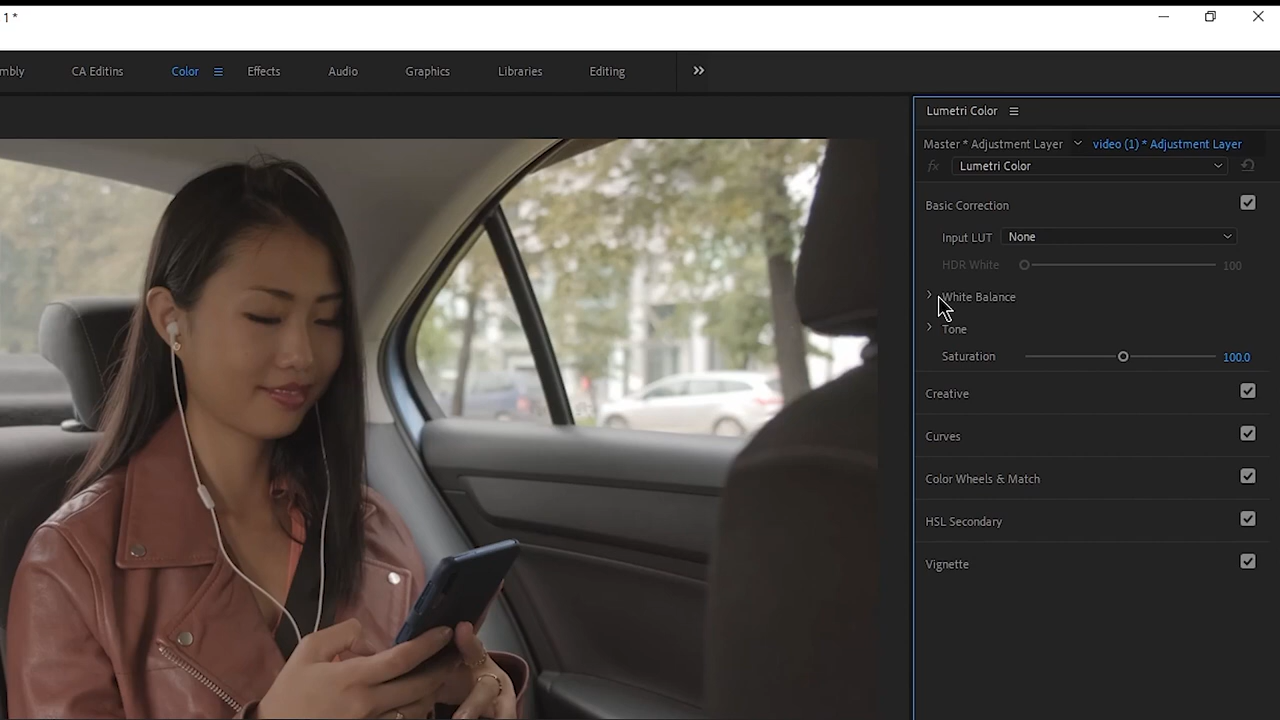 1 *
mbly CA Editins Color Effects Audio Graphics Libraries Editing
Lumetri Color
Master * Adjustment Layer video (1) * Adjustment Layer
fx Lumetri Color
Basic Correction
Input LUT None
HDR White 100
White Balance
Tone
Saturation 100.0
Creative
Curves
Color Wheels & Match
HSL Secondary
Vignette